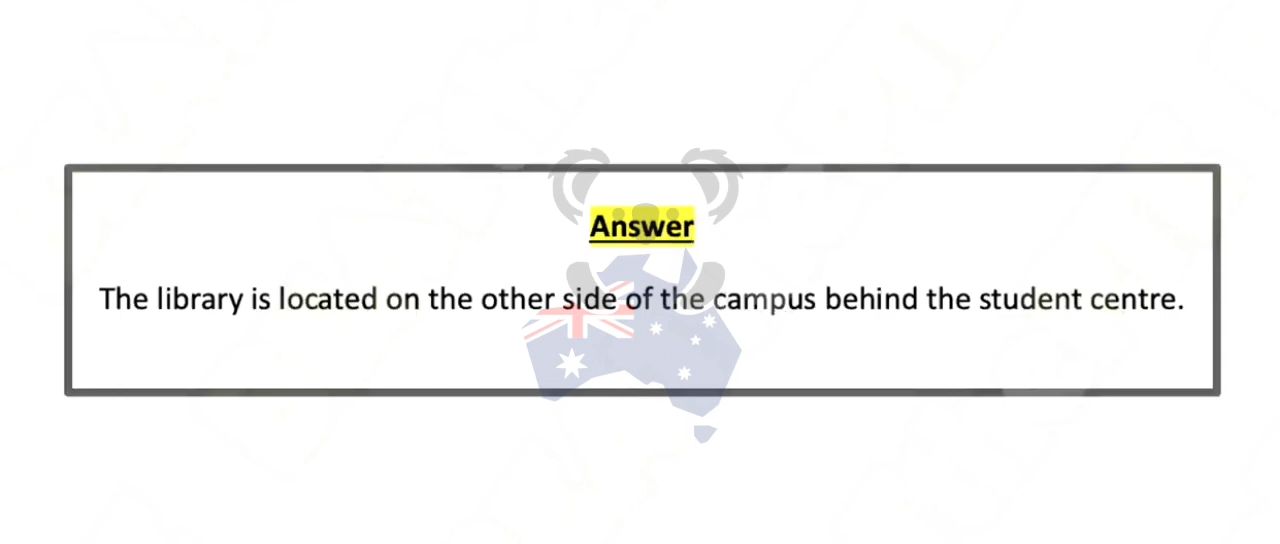 Answer
The library is located on the other side of the campus behind the student centre.